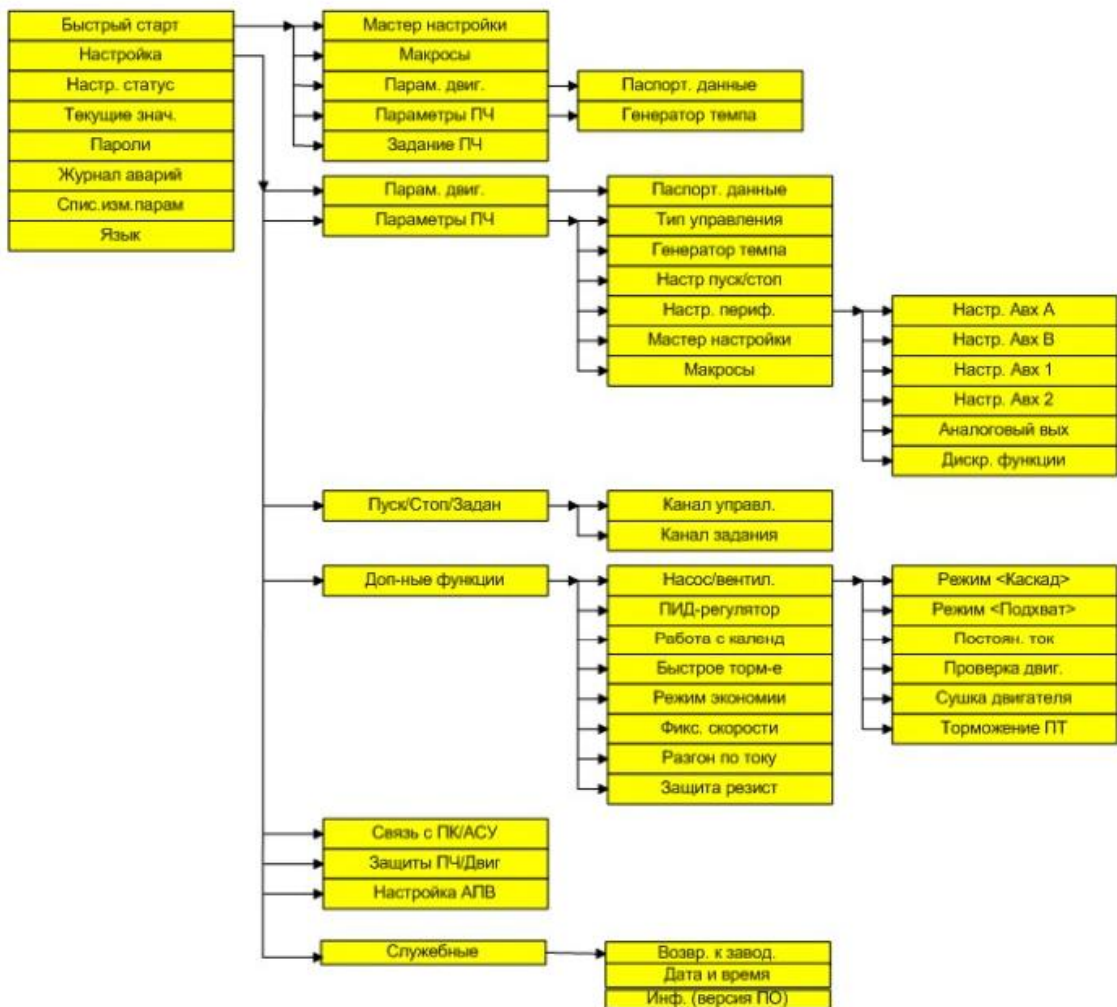 Быстрый старт
Настройка
Настр. статус
Текущие знач.
Пароли
Журнал аварий
Спис.изм.парам
Язык
Мастер настройки
Макросы
Парам. двиг.
Параметры ПЧ
Задание ПЧ
Паспорт. данные
Генератор темпа
Парам. двиг.
Параметры ПЧ
Паспорт. данные
Тип управления
Генератор темпа
Настр пуск/стоп
Настр. периф.
Мастер настройки
Макросы
Настр. Авх А
Настр. Авх В
Настр. Авх 1
Настр. Авх 2
Аналоговый вых
Дискр. функции
Пуск/Стоп/Задан
Канал управл.
Канал задания
Доп-ные функции
Насос/вентил.
ПИД-регулятор
Работа с календ
Быстрое торм-е
Режим экономии
Фикс. скорости
Разгон по току
Защита резист
Режим <Каскад>
Режим <Подхват>
Постоян. ток
Проверка двиг.
Сушка двигателя
Торможение ПТ
Связь с ПК/АСУ
Защиты ПЧ/Двиг
Настройка АПВ
Служебные
Возвр. к завод.
Дата и время
Инф. (версия ПО)